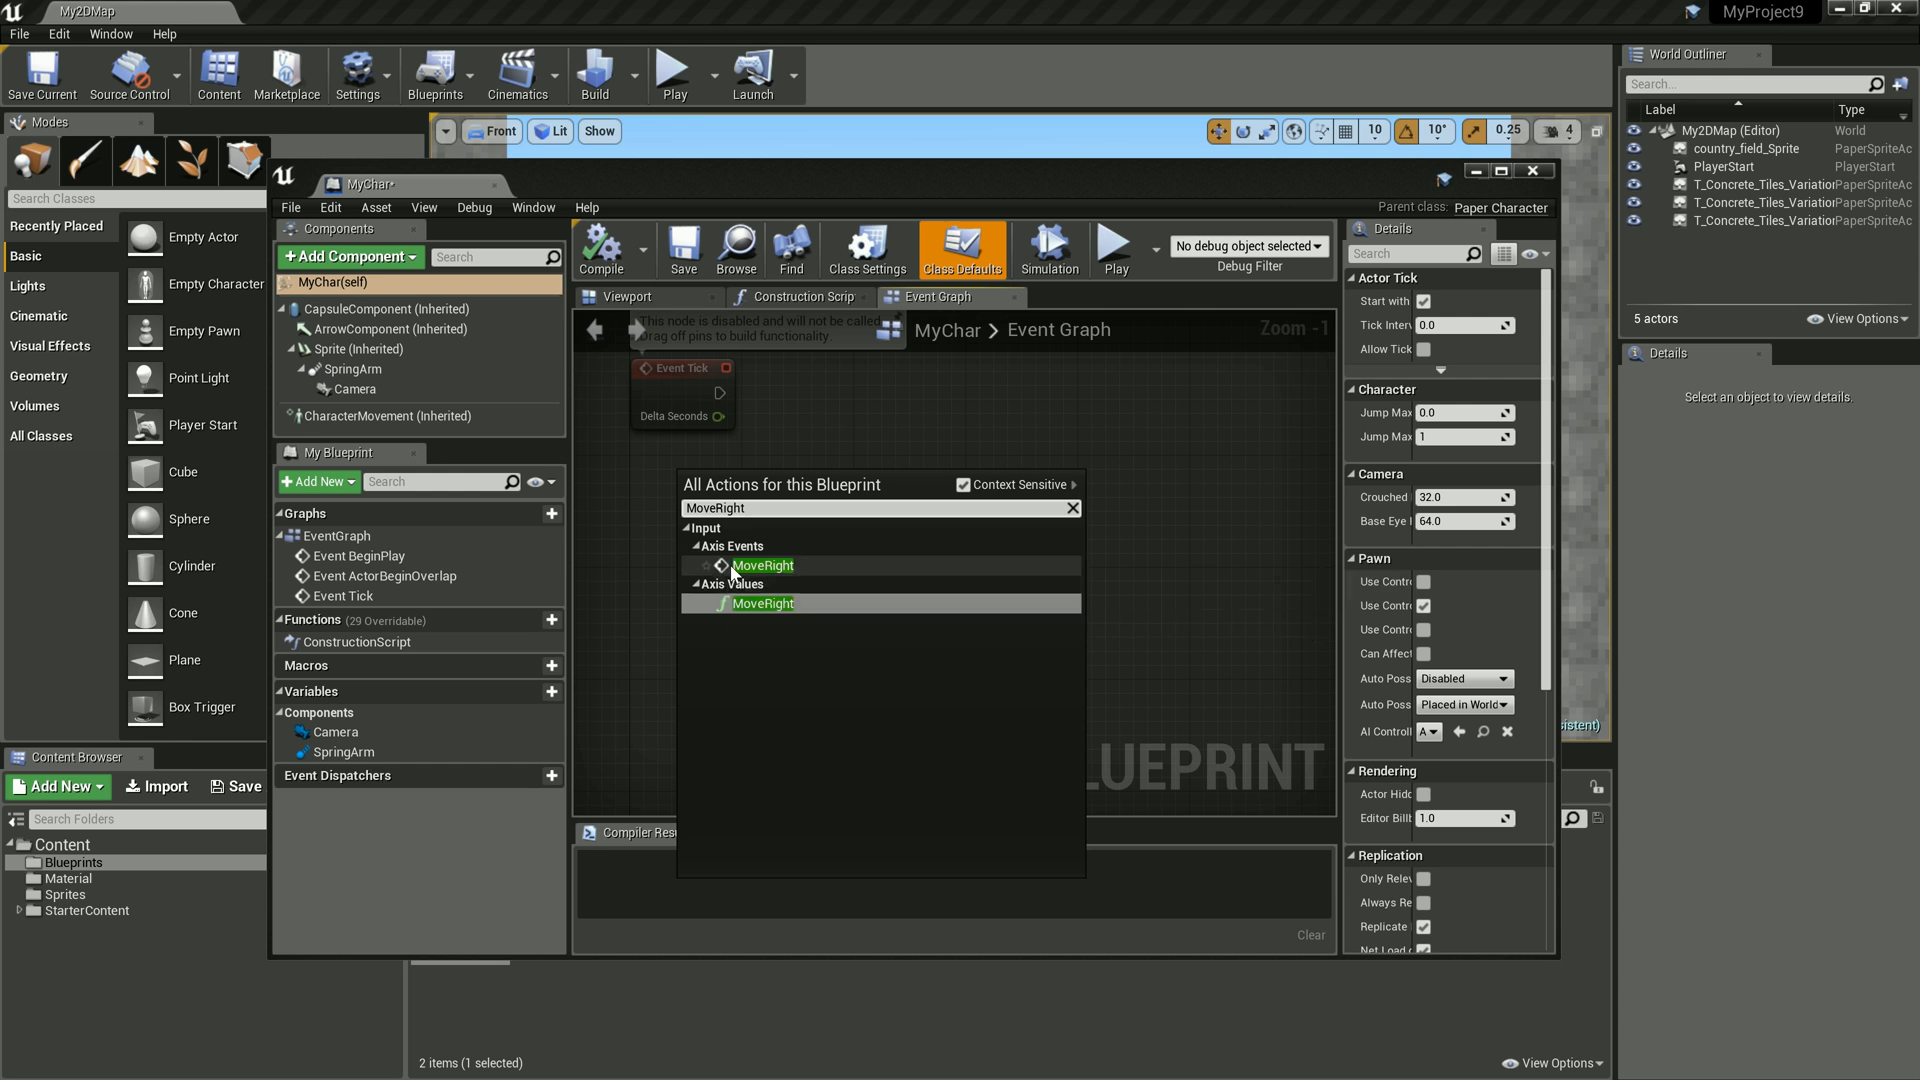 My2DMap
MyProject9
File Edit Window Help
Save Current
Source Control
Content
Marketplace
Settings
Blueprints
Cinematics
Build
Play
Launch
Modes
Search Classes
Recently Placed
Basic
Lights
Cinematic
Visual Effects
Geometry
Volumes
All Classes
Empty Actor
Empty Character
Empty Pawn
Point Light
Player Start
Cube
Sphere
Cylinder
Cone
Plane
Box Trigger
Front
Lit
Show
10
10°
0.25
4
MyChar*
File Edit Asset View Debug Window Help
Parent class: Paper Character
Components
+Add Component
Search
MyChar(self)
CapsuleComponent (Inherited)
ArrowComponent (Inherited)
Sprite (Inherited)
SpringArm
Camera
CharacterMovement (Inherited)
My Blueprint
+Add New
Search
Graphs
EventGraph
Event BeginPlay
Event ActorBeginOverlap
Event Tick
Functions (29 Overridable)
ConstructionScript
Macros
Variables
Components
Camera
SpringArm
Event Dispatchers
Compile
Save
Browse
Find
Class Settings
Class Defaults
Simulation
Play
No debug object selected
Debug Filter
Viewport
Construction Scrip
Event Graph
This node is disabled and will not be called
Drag off pins to build functionality.
MyChar > Event Graph
Zoom -1
Event Tick
Delta Seconds
All Actions for this Blueprint
Context Sensitive
MoveRight
Input
Axis Events
MoveRight
Axis Values
MoveRight
LUEPRINT
Compiler Resu
Clear
Details
Search
Actor Tick
Start with
Tick Interv
0.0
Allow Tick
Character
Jump Max
0.0
Jump Max
1
Camera
Crouched
32.0
Base Eye
64.0
Pawn
Use Contro
Use Contro
Use Contro
Can Affect
Auto Poss
Disabled
Auto Poss
Placed in World
AI Controll
A
Rendering
Actor Hidd
Editor Billb
1.0
Replication
Only Relev
Always Re
Replicate
Net Load
sistent)
World Outliner
Search...
Label
Type
My2DMap (Editor)
World
country_field_Sprite
PaperSpriteAc
PlayerStart
PlayerStart
T_Concrete_Tiles_Variation
PaperSpriteAc
T_Concrete_Tiles_Variation
PaperSpriteAc
T_Concrete_Tiles_Variation
PaperSpriteAc
5 actors
View Options
Details
Select an object to view details.
Content Browser
Add New
Import
Save
Search Folders
Content
Blueprints
Material
Sprites
StarterContent
2 items (1 selected)
View Options